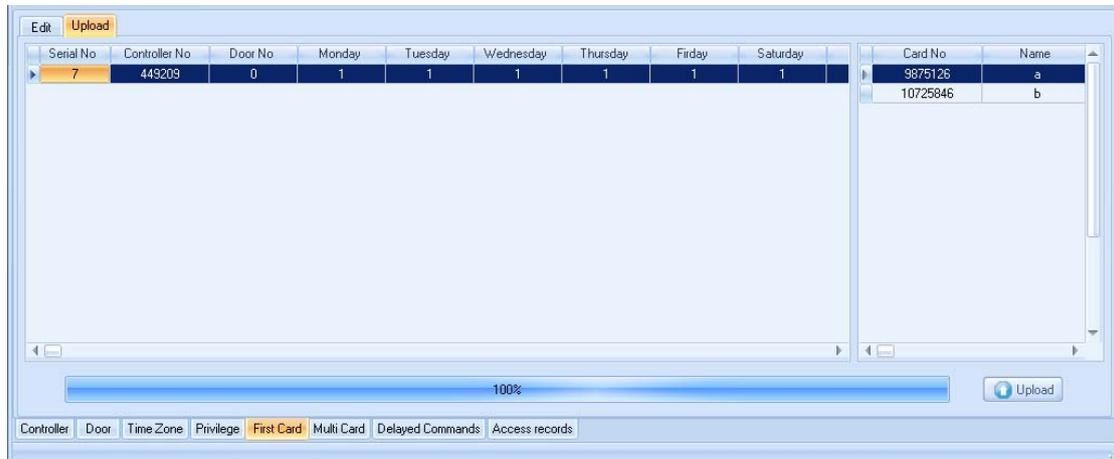 Edit Upload
Serial No Controller No Door No Monday Tuesday Wednesday Thursday Firday Saturday Card No Name
7 449209 0 1 1 1 1 1 1 9875126 a
10725846 b
100% Upload
Controller Door Time Zone Privilege First Card Multi Card Delayed Commands Access records